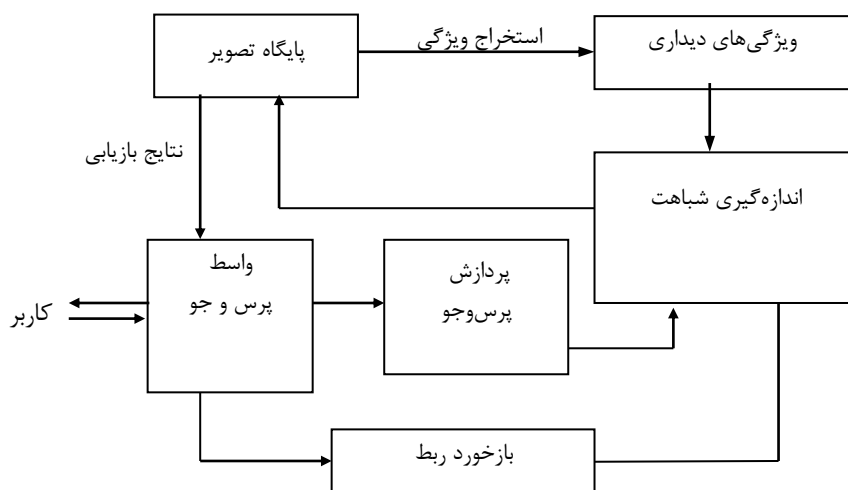 پایگاه تصویر
استخراج ویژگی
ویژگی‌های دیداری
نتایج بازیابی
اندازه‌گیری شباهت
واسط
پرس و جو
پردازش
پرس‌وجو
کاربر
بازخورد ربط